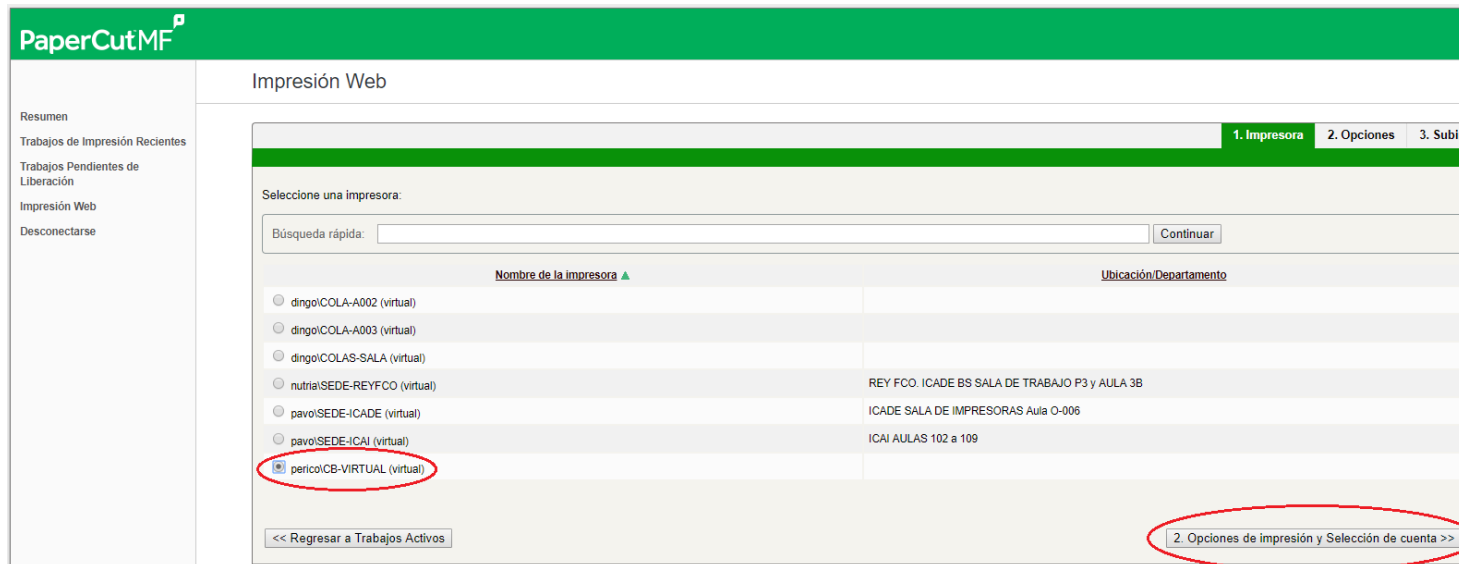 PaperCutMF
Impresión Web
Resumen
Trabajos de Impresión Recientes
Trabajos Pendientes de
Liberación
Impresión Web
Desconectarse
1. Impresora 2. Opciones 3. Subi
Seleccione una impresora:
Búsqueda rápida: Continuar
Nombre de la impresora Ubicación/Departamento
dingo\COLA-A002 (virtual)
dingo\COLA-A003 (virtual)
dingo\COLAS-SALA (virtual)
nutria\SEDE-REYFCO (virtual) REY FCO. ICADE BS SALA DE TRABAJO P3 y AULA 3B
pavo\SEDE-ICADE (virtual) ICADE SALA DE IMPRESORAS Aula O-006
pavo\SEDE-ICAI (virtual) ICAI AULAS 102 a 109
perico\CB-VIRTUAL (virtual)
<< Regresar a Trabajos Activos 2. Opciones de impresión y Selección de cuenta >>